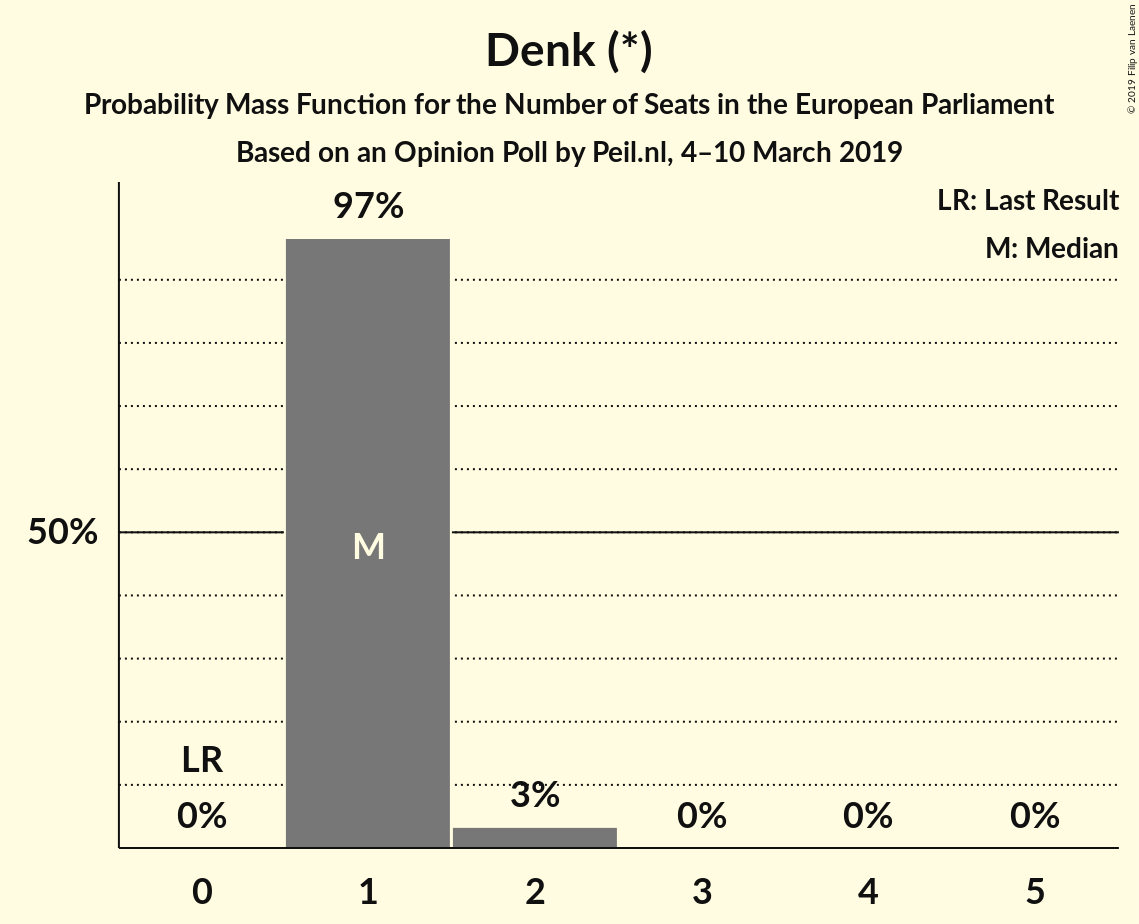 Denk (*)
Probability Mass Function for the Number of Seats in the European Parliament
Based on an Opinion Poll by Peil.nl, 4–10 March 2019
© 2019 Filip van Laenen
LR: Last Result
M: Median
97%
50%
M
LR
0%
3%
0%
0%
0%
0 1 2 3 4 5